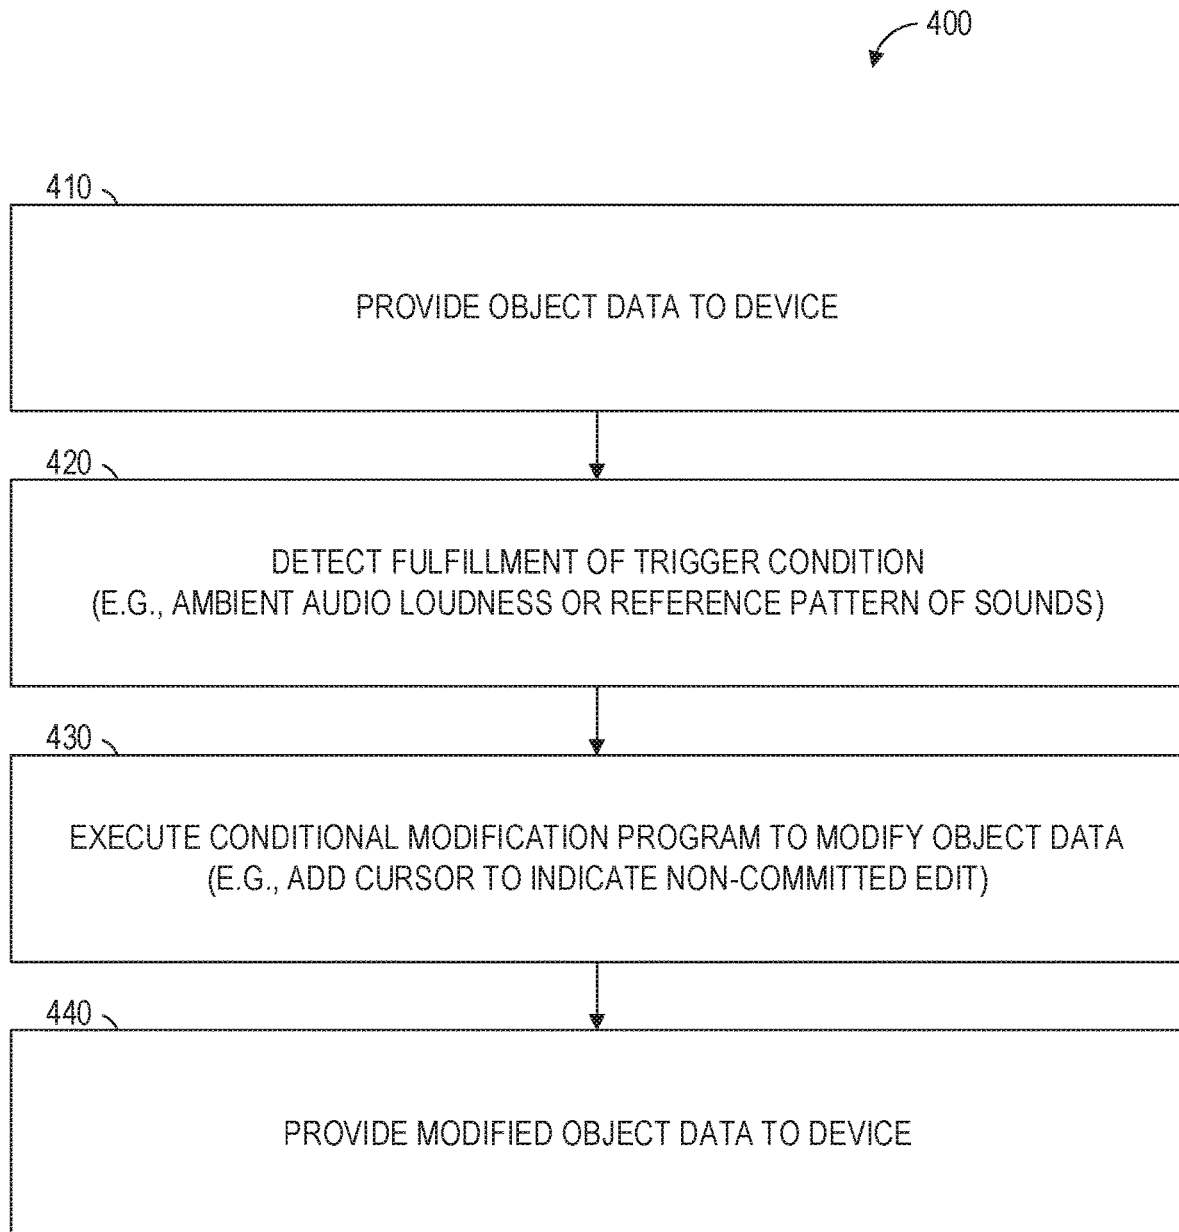 400
410
PROVIDE OBJECT DATA TO DEVICE
420
DETECT FULFILLMENT OF TRIGGER CONDITION
(E.G., AMBIENT AUDIO LOUDNESS OR REFERENCE PATTERN OF SOUNDS)
430
EXECUTE CONDITIONAL MODIFICATION PROGRAM TO MODIFY OBJECT DATA
(E.G., ADD CURSOR TO INDICATE NON-COMMITTED EDIT)
440
PROVIDE MODIFIED OBJECT DATA TO DEVICE